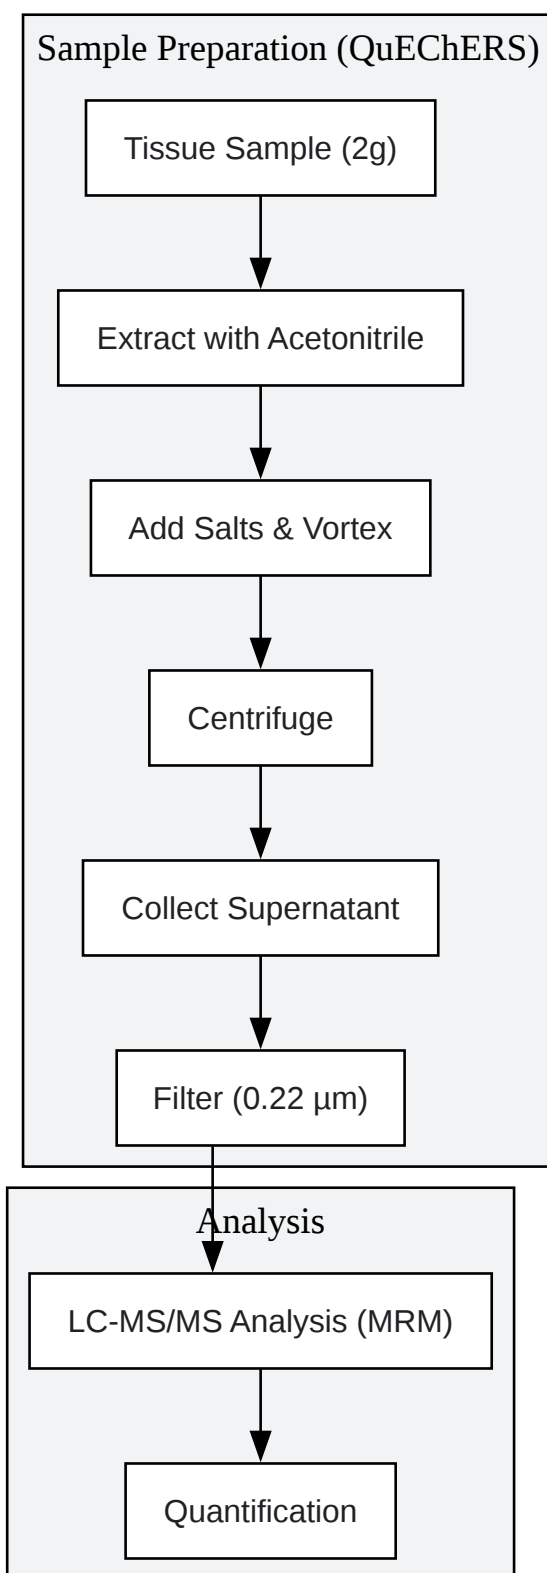 Sample Preparation (QuEChERS)
Tissue Sample (2g)
Extract with Acetonitrile
Add Salts & Vortex
Centrifuge
Collect Supernatant
Filter (0.22 µm)
Analysis
LC-MS/MS Analysis (MRM)
Quantification